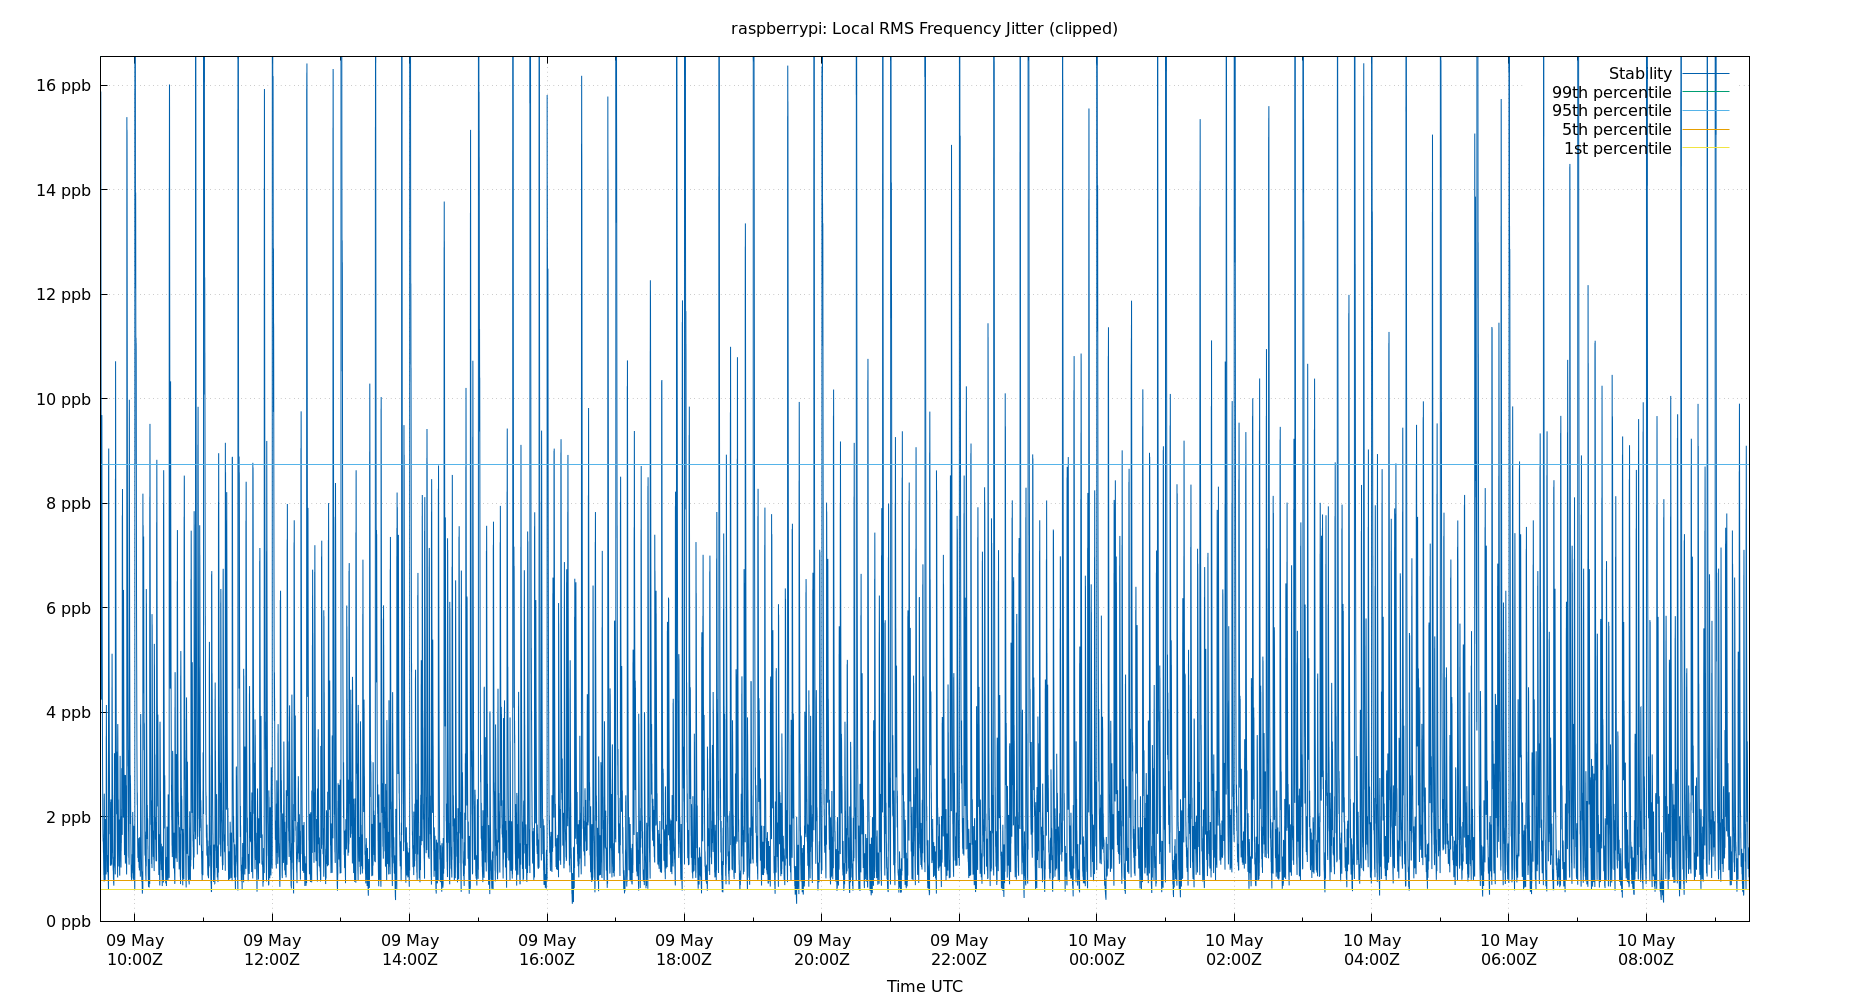 raspberrypi: Local RMS Frequency Jitter (clipped)
16 ppb
14 ppb
12 ppb
10 ppb
8 ppb
6 ppb
4 ppb
2 ppb
0 ppb
Stability
99th percentile
95th percentile
5th percentile
1st percentile
09 May 09 May 09 May 09 May 09 May 09 May 09 May 10 May 10 May 10 May 10 May 10 May
10:00Z 12:00Z 14:00Z 16:00Z 18:00Z 20:00Z 22:00Z 00:00Z 02:00Z 04:00Z 06:00Z 08:00Z
Time UTC